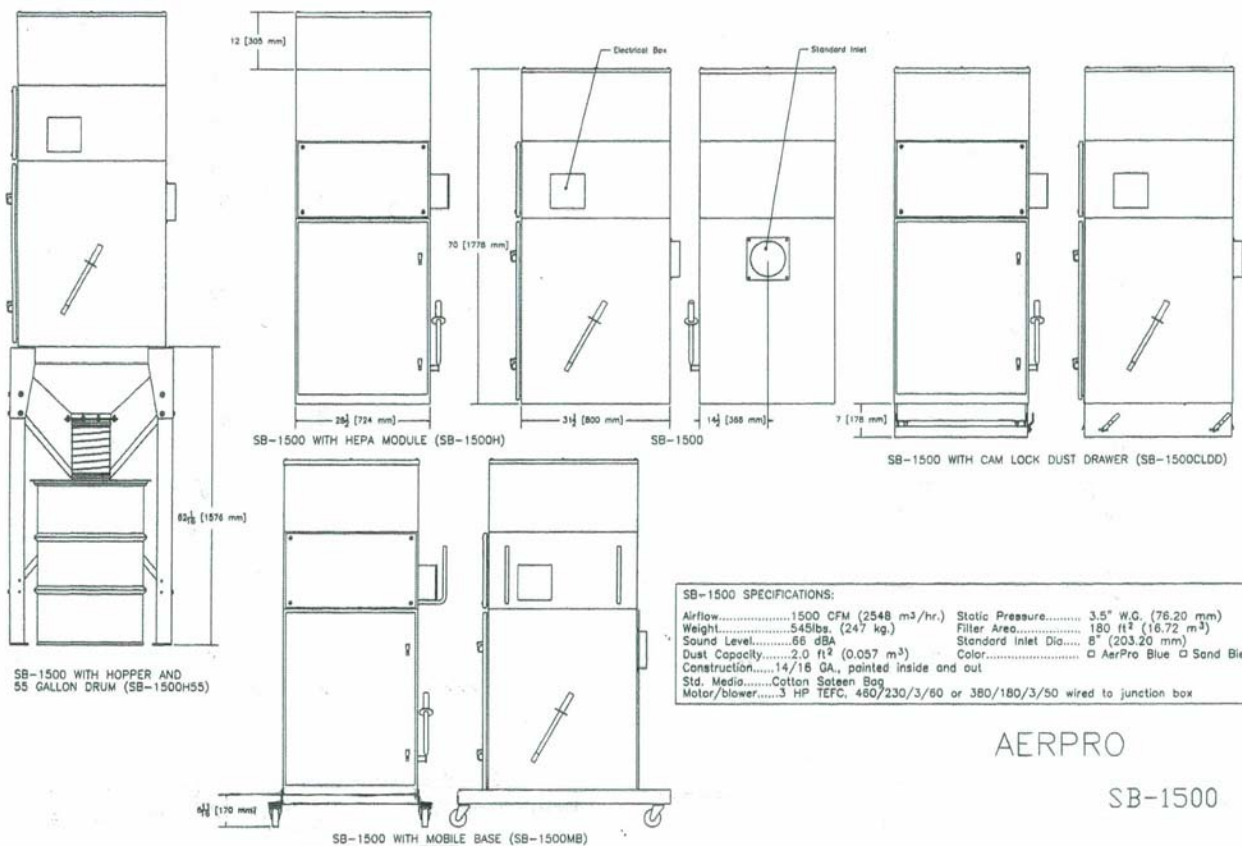 12 [305 mm]
Electrical Box
Standard Inlet
70 [1778 mm]
28½ [724 mm]
31½ [800 mm]
14½ [368 mm]
7 [178 mm]
SB-1500 WITH HEPA MODULE (SB-1500H)
SB-1500
SB-1500 WITH CAM LOCK DUST DRAWER (SB-1500CLDD)
62 1/16 [1576 mm]
SB-1500 WITH HOPPER AND
55 GALLON DRUM (SB-1500H55)
6 11/16 [170 mm]
SB-1500 WITH MOBILE BASE (SB-1500MB)
SB-1500 SPECIFICATIONS:
Airflow.................1500 CFM (2548 m³/hr.) Static Pressure......... 3.5" W.G. (76.20 mm)
Weight.................545lbs. (247 kg.) Filter Area............... 180 ft² (16.72 m³)
Sound Level.......66 dBA Standard Inlet Dia.... 8" (203.20 mm)
Dust Capacity......2.0 ft² (0.057 m³) Color..................... □ AerPro Blue □ Sand Bie
Construction.....14/16 GA., painted inside and out
Std. Media.......Cotton Sateen Bag
Motor/blower.....3 HP TEFC, 460/230/3/60 or 380/180/3/50 wired to junction box
AERPRO
SB-1500